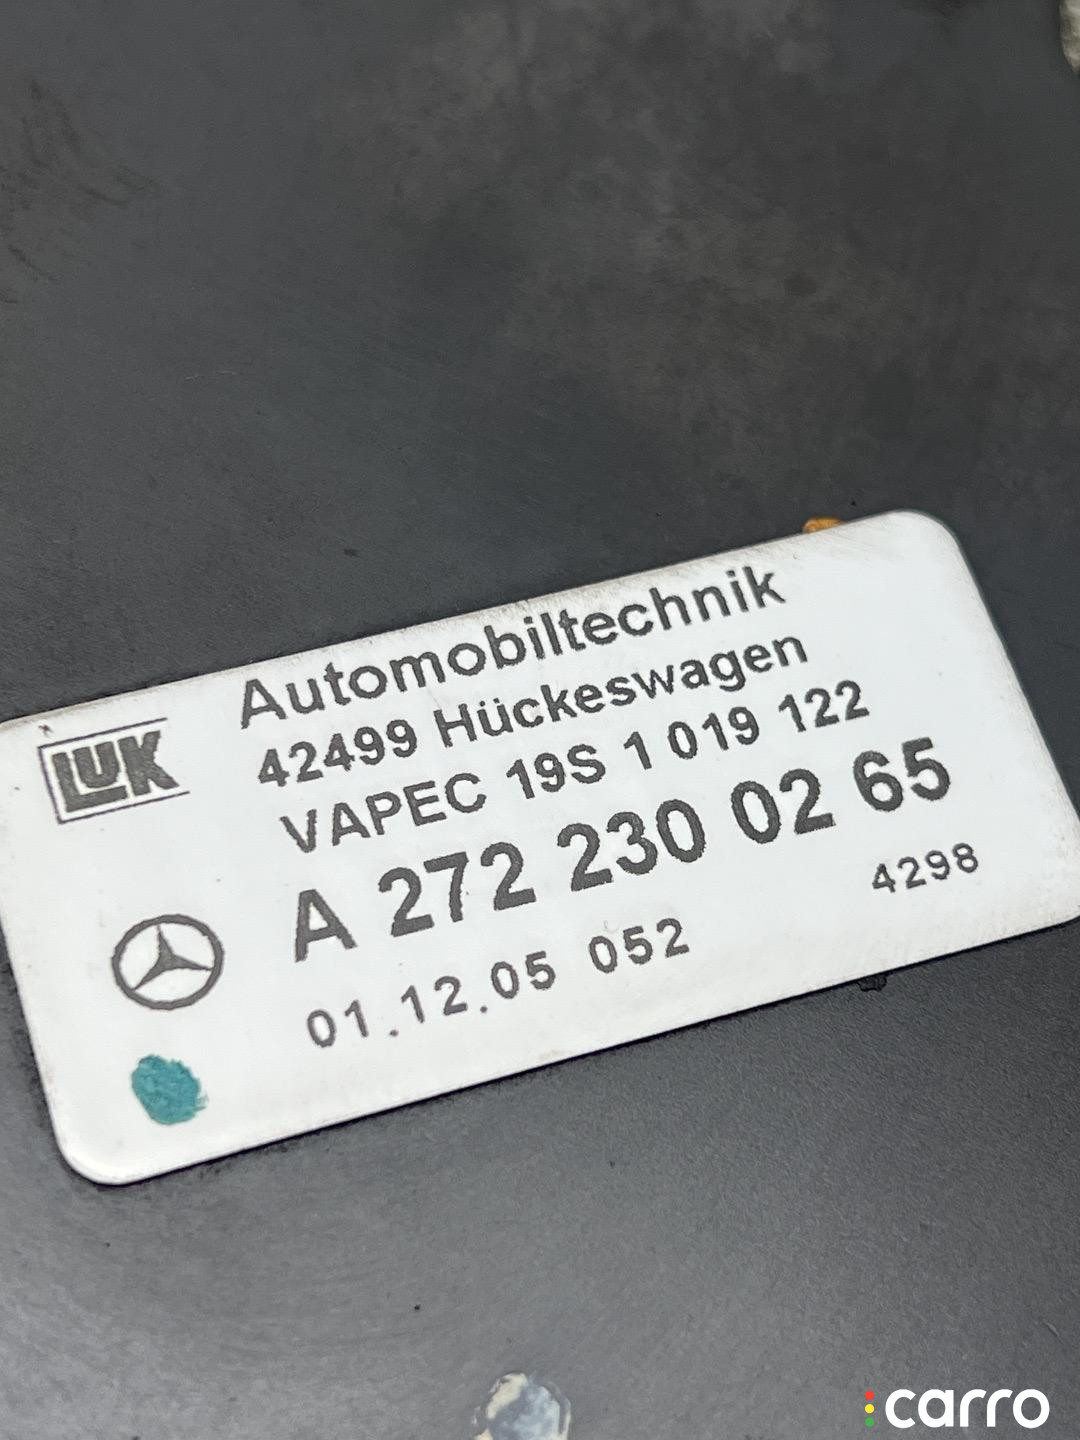 LUK
Automobiltechnik
42499 Hückeswagen
VAPEC 19S 1 019 122
A 272 230 02 65
4298
01.12.05 052
carro